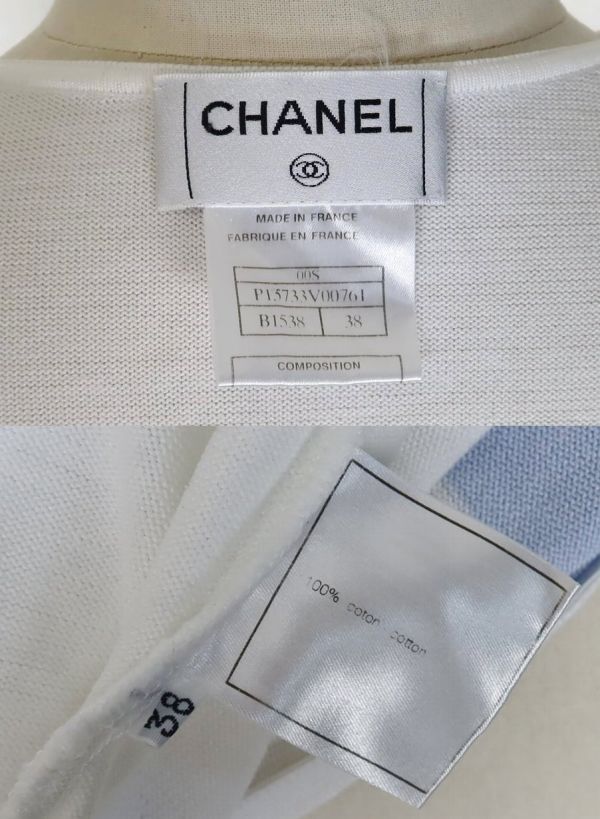 CHANEL
MADE IN FRANCE
FABRIQUE EN FRANCE
00S
P15733V00761
B1538 38
COMPOSITION
100% coton cotton
38